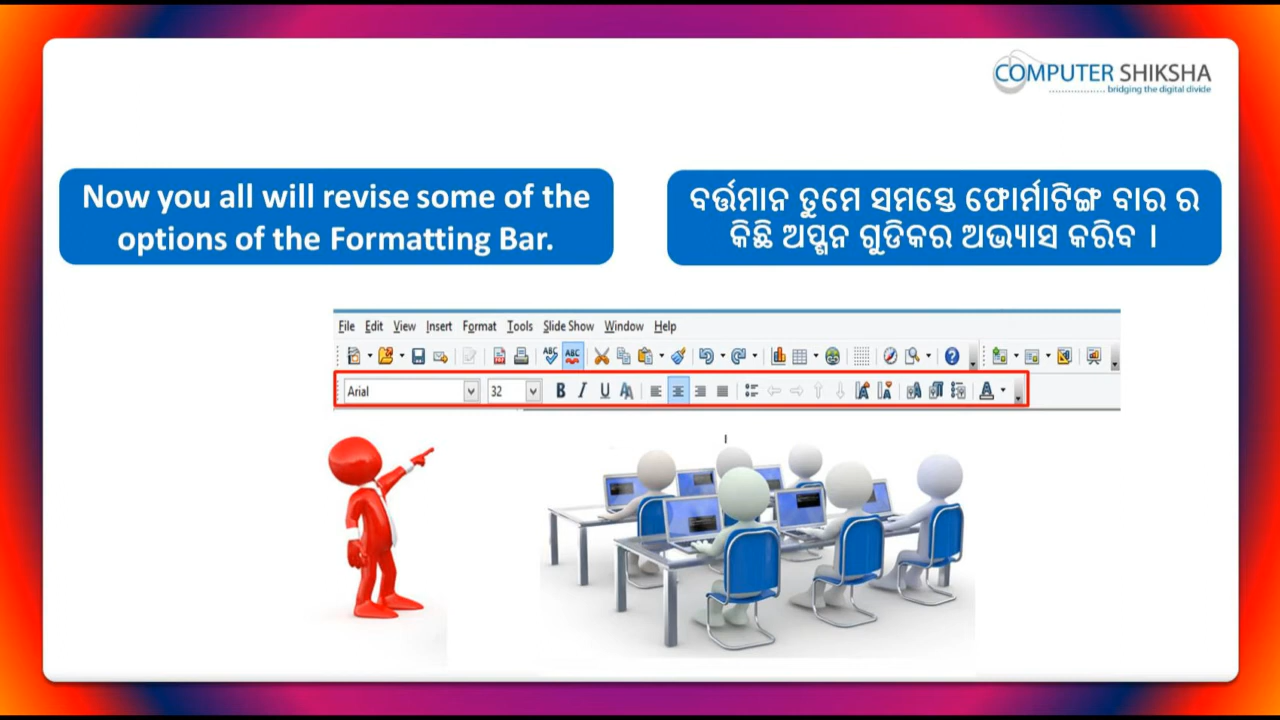 COMPUTER SHIKSHA
bridging the digital divide
Now you all will revise some of the
options of the Formatting Bar.
ବର୍ତ୍ତମାନ ତୁମେ ସମସ୍ତେ ଫୋର୍ମାଟିଙ୍ଗ ବାର ର
କିଛି ଅପ୍ସନ ଗୁଡିକର ଅଭ୍ୟାସ କରିବ ।
File Edit View Insert Format Tools Slide Show Window Help
ABC ABC
Arial 32 B I U